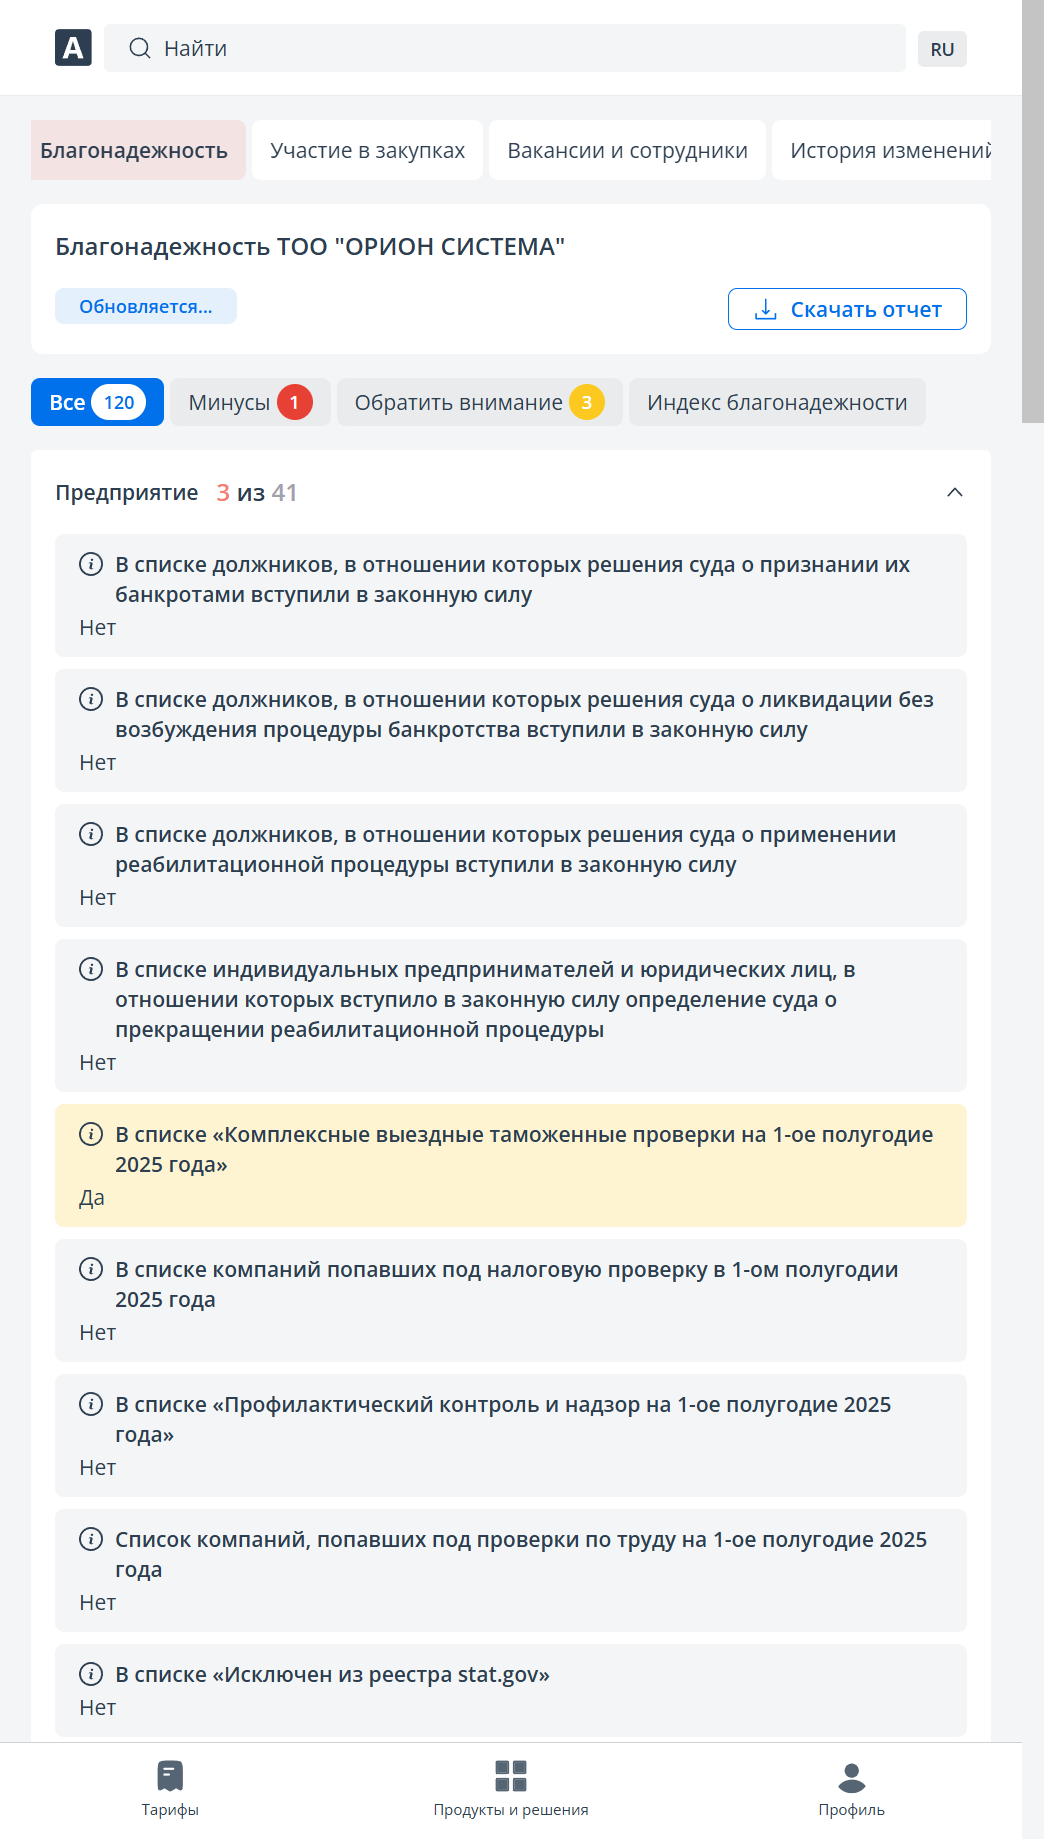 A
Найти
RU
Благонадежность
Участие в закупках
Вакансии и сотрудники
История изменений
Благонадежность ТОО "ОРИОН СИСТЕМА"
Обновляется...
Скачать отчет
Все 120
Минусы 1
Обратить внимание 3
Индекс благонадежности
Предприятие 3 из 41
В списке должников, в отношении которых решения суда о признании их
банкротами вступили в законную силу
Нет
В списке должников, в отношении которых решения суда о ликвидации без
возбуждения процедуры банкротства вступили в законную силу
Нет
В списке должников, в отношении которых решения суда о применении
реабилитационной процедуры вступили в законную силу
Нет
В списке индивидуальных предпринимателей и юридических лиц, в
отношении которых вступило в законную силу определение суда о
прекращении реабилитационной процедуры
Нет
В списке «Комплексные выездные таможенные проверки на 1-ое полугодие
2025 года»
Да
В списке компаний попавших под налоговую проверку в 1-ом полугодии
2025 года
Нет
В списке «Профилактический контроль и надзор на 1-ое полугодие 2025
года»
Нет
Список компаний, попавших под проверки по труду на 1-ое полугодие 2025
года
Нет
В списке «Исключен из реестра stat.gov»
Нет
Тарифы
Продукты и решения
Профиль